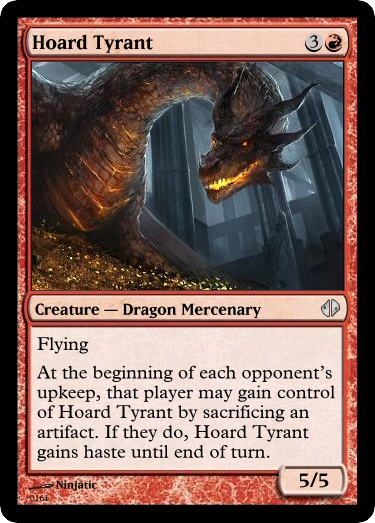 Hoard Tyrant 3
Creature — Dragon Mercenary
Flying
At the beginning of each opponent's
upkeep, that player may gain control
of Hoard Tyrant by sacrificing an
artifact. If they do, Hoard Tyrant
gains haste until end of turn.
5/5
Ninjatic